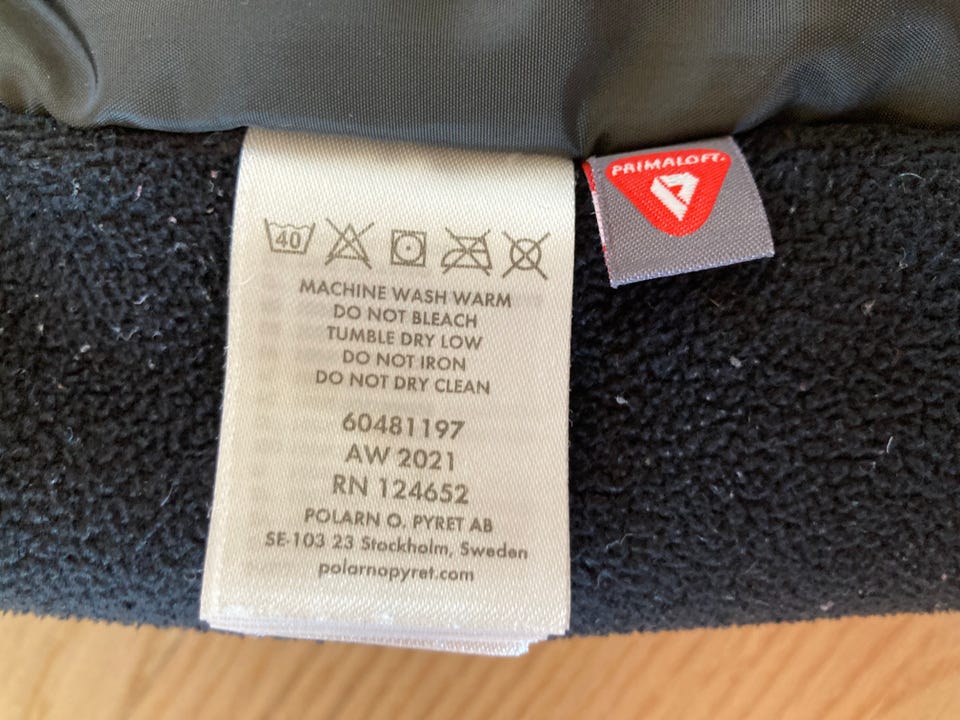 40
MACHINE WASH WARM
DO NOT BLEACH
TUMBLE DRY LOW
DO NOT IRON
DO NOT DRY CLEAN
60481197
AW 2021
RN 124652
POLARN O. PYRET AB
SE-103 23 Stockholm, Sweden
polarnopyret.com
PRIMALOFT.